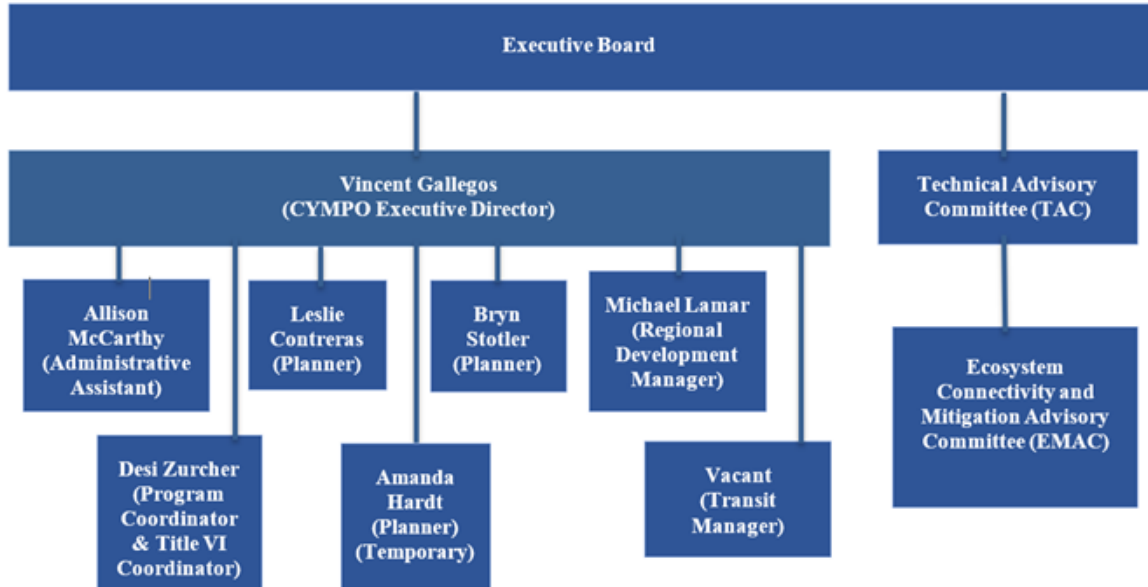 Executive Board
Vincent Gallegos
(CYMPO Executive Director)
Technical Advisory
Committee (TAC)
Allison
McCarthy
(Administrative
Assistant)
Leslie
Contreras
(Planner)
Bryn
Stotler
(Planner)
Michael Lamar
(Regional
Development
Manager)
Ecosystem
Connectivity and
Mitigation Advisory
Committee (EMAC)
Desi Zurcher
(Program
Coordinator
& Title VI
Coordinator)
Amanda
Hardt
(Planner)
(Temporary)
Vacant
(Transit
Manager)